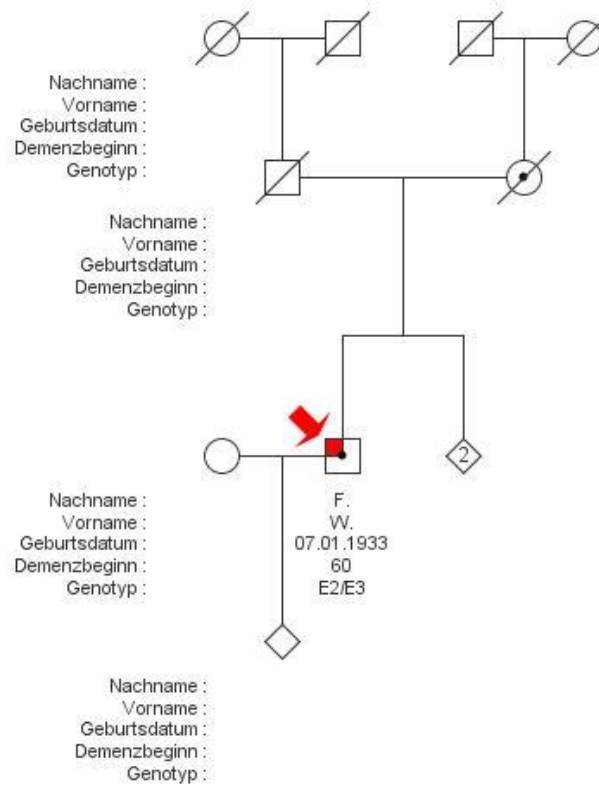 Nachname :
Vorname :
Geburtsdatum :
Demenzbeginn :
Genotyp :
Nachname :
Vorname :
Geburtsdatum :
Demenzbeginn :
Genotyp :
2
Nachname : F.
Vorname : W.
Geburtsdatum : 07.01.1933
Demenzbeginn : 60
Genotyp : E2/E3
Nachname :
Vorname :
Geburtsdatum :
Demenzbeginn :
Genotyp :